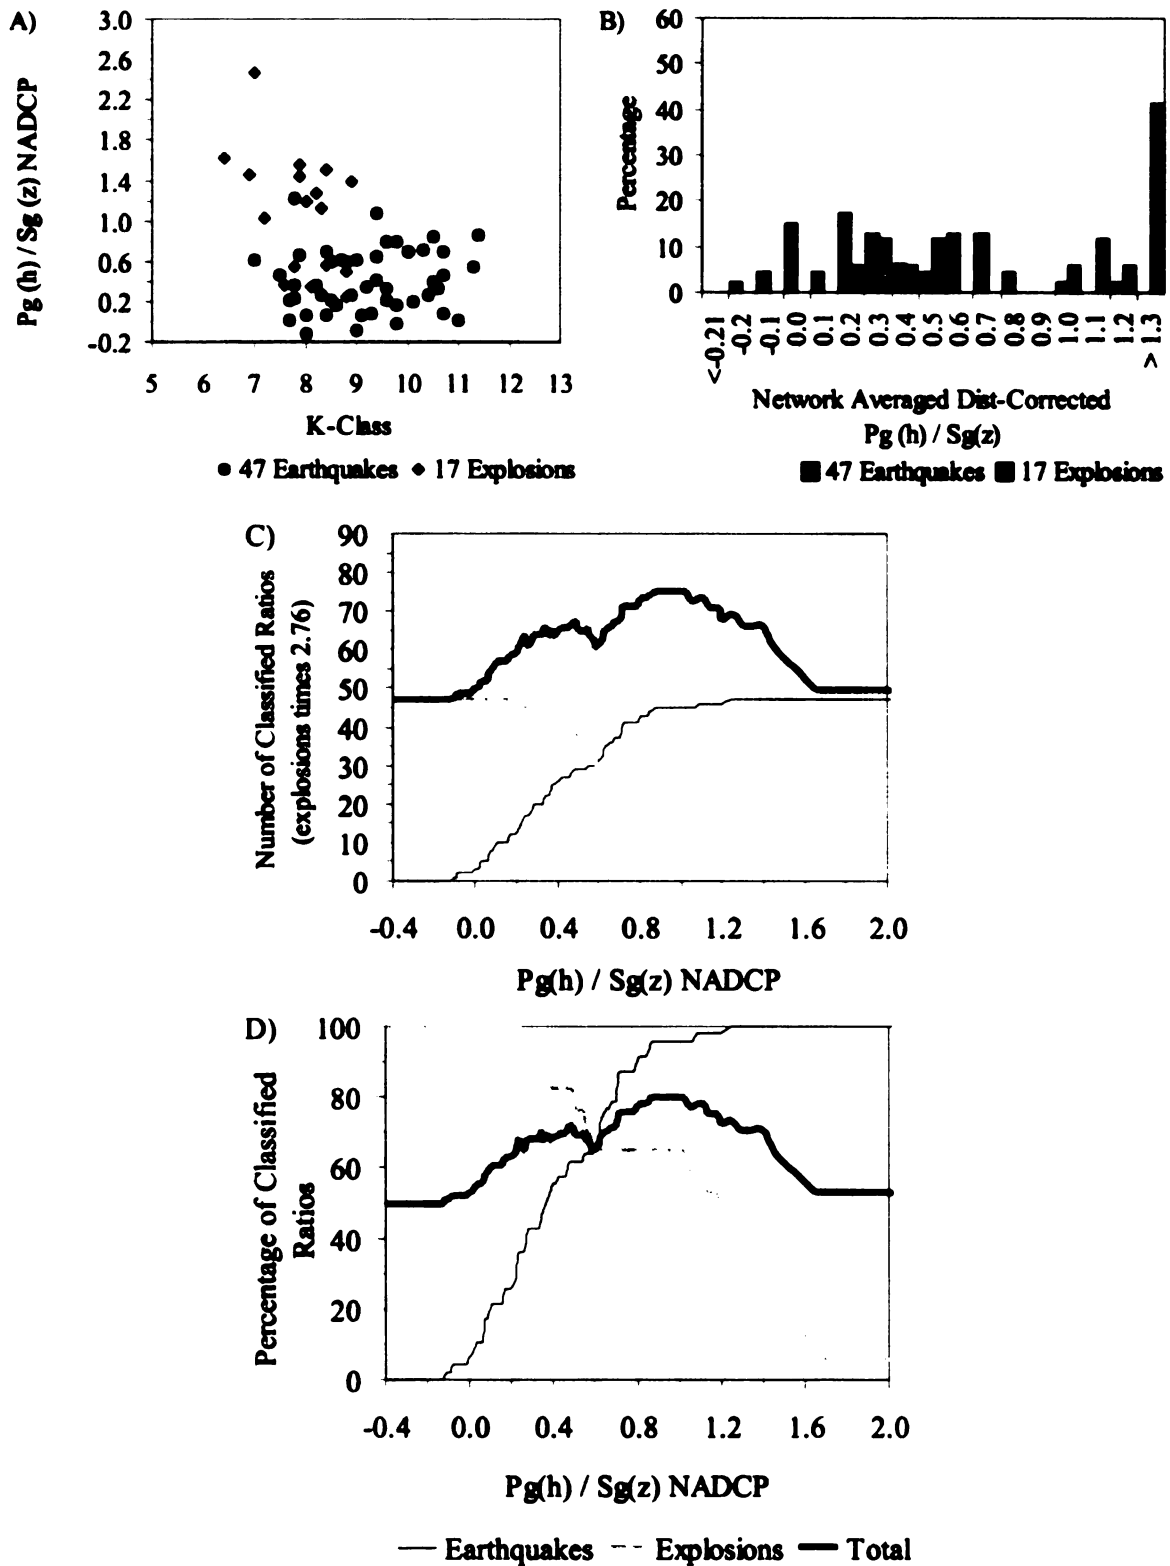 A)
Pg (h) / Sg (z) NADCP
3.0
2.6
2.2
1.8
1.4
1.0
0.6
0.2
-0.2
5 6 7 8 9 10 11 12 13
K-Class
● 47 Earthquakes ◆ 17 Explosions
B)
Percentage
60
50
40
30
20
10
0
<-0.21 -0.2 -0.1 0.0 0.1 0.2 0.3 0.4 0.5 0.6 0.7 0.8 0.9 1.0 1.1 1.2 > 1.3
Network Averaged Dist-Corrected
Pg (h) / Sg(z)
47 Earthquakes 17 Explosions
C)
Number of Classified Ratios
(explosions times 2.76)
90
80
70
60
50
40
30
20
10
0
-0.4 0.0 0.4 0.8 1.2 1.6 2.0
Pg(h) / Sg(z) NADCP
D)
Percentage of Classified
Ratios
100
80
60
40
20
0
-0.4 0.0 0.4 0.8 1.2 1.6 2.0
Pg(h) / Sg(z) NADCP
Earthquakes Explosions Total